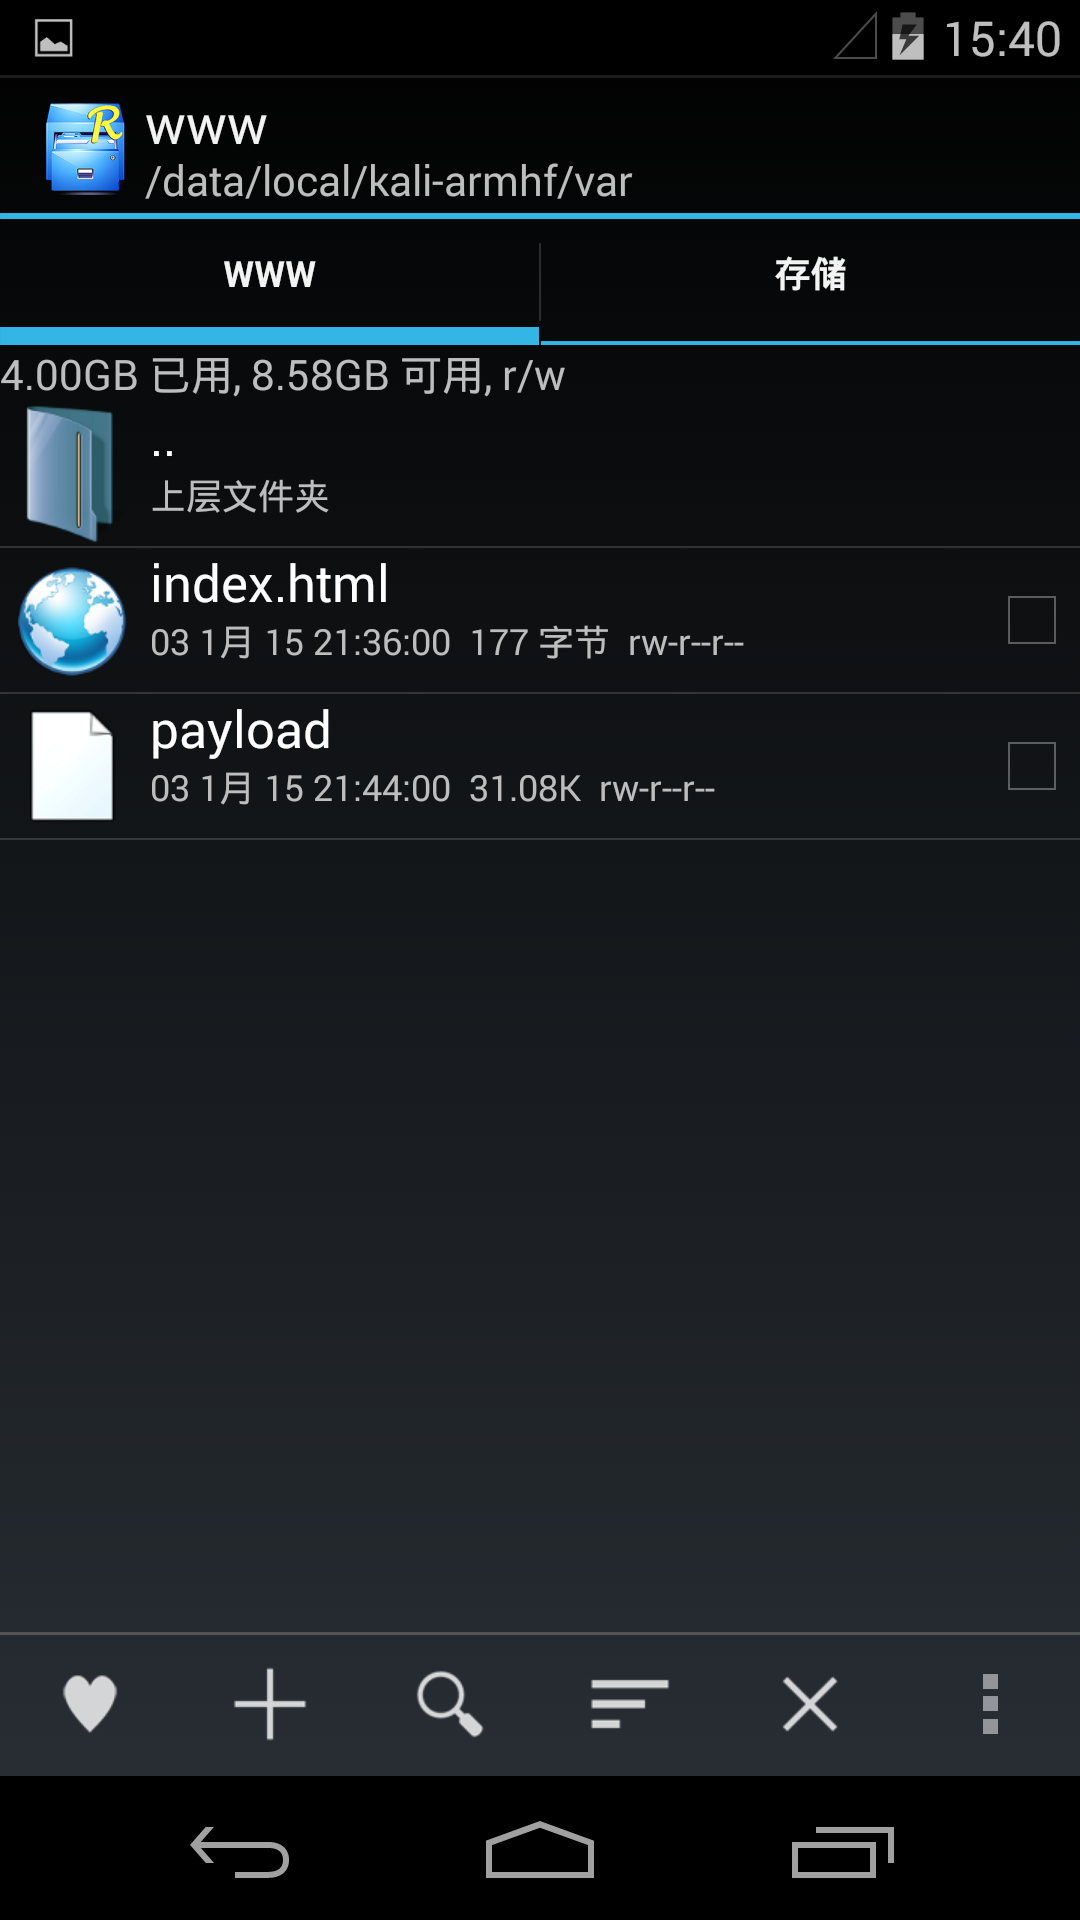 15:40
R
www
/data/local/kali-armhf/var
www
存储
4.00GB 已用, 8.58GB 可用, r/w
..
上层文件夹
index.html
03 1月 15 21:36:00 177 字节 rw-r--r--
payload
03 1月 15 21:44:00 31.08K rw-r--r--